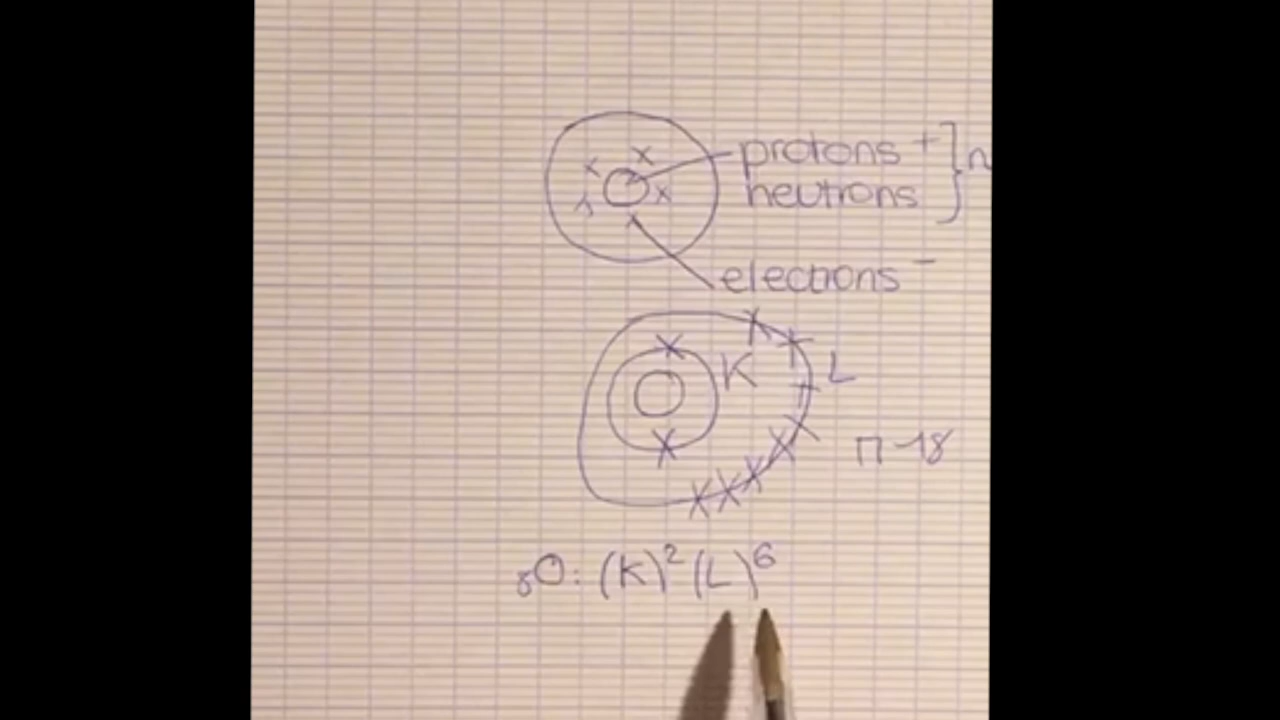 protons + } n
neutrons
electrons -
K
L
M-18
8O: (K)² (L)⁶